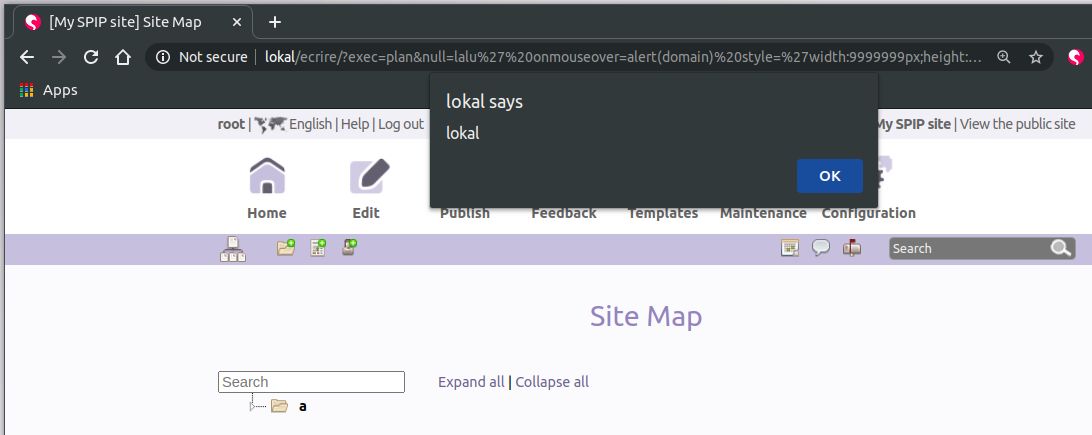 [My SPIP site] Site Map
Not secure | lokal/ecrire/?exec=plan&null=lalu%27%20onmouseover=alert(domain)%20style=%27width:9999999px;height:...
Apps
lokal says
lokal
OK
root | English | Help | Log out
My SPIP site | View the public site
Home Edit Publish Feedback Templates Maintenance Configuration
Search
Site Map
Search Expand all | Collapse all
a